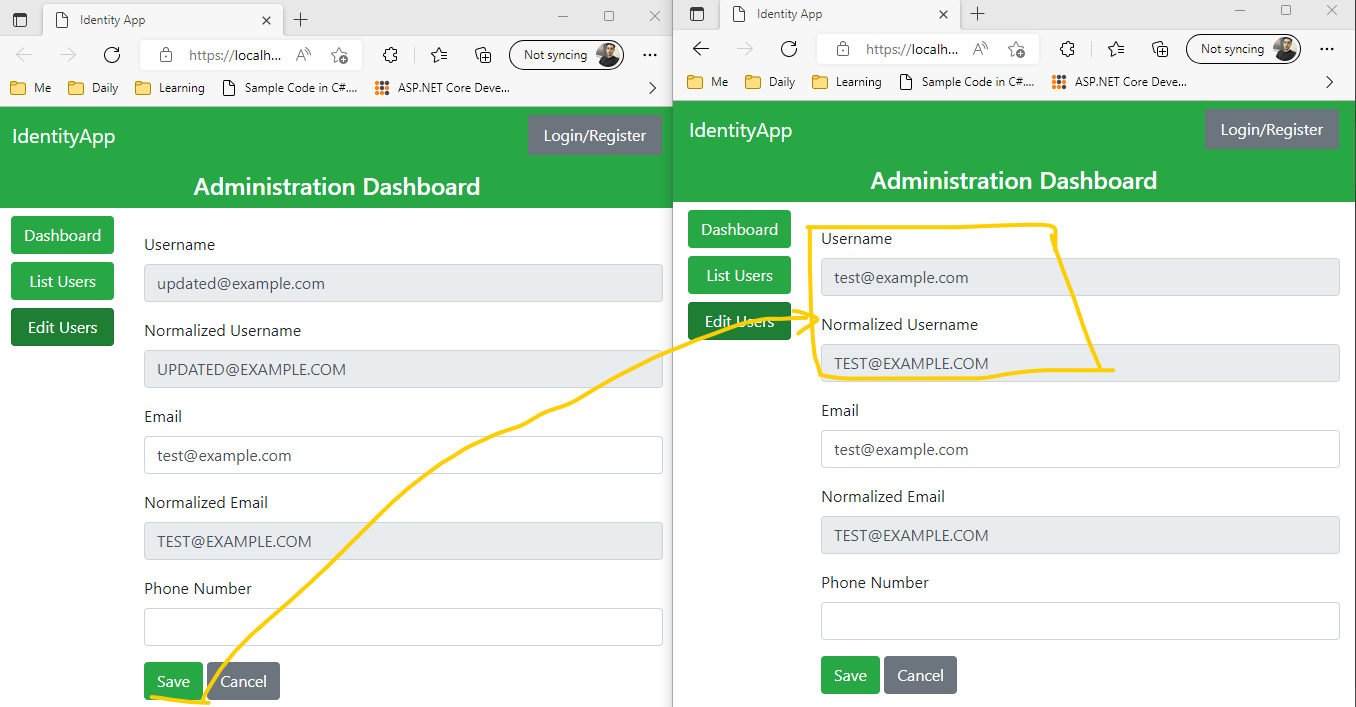 Identity App
https://localh... Not syncing
Me Daily Learning Sample Code in C#.... ASP.NET Core Deve...
IdentityApp Login/Register
Administration Dashboard
Dashboard
List Users
Edit Users
Username
updated@example.com
Normalized Username
UPDATED@EXAMPLE.COM
Email
test@example.com
Normalized Email
TEST@EXAMPLE.COM
Phone Number
Save Cancel
Identity App
https://localh... Not syncing
Me Daily Learning Sample Code in C#.... ASP.NET Core Deve...
IdentityApp Login/Register
Administration Dashboard
Dashboard
List Users
Edit Users
Username
test@example.com
Normalized Username
TEST@EXAMPLE.COM
Email
test@example.com
Normalized Email
TEST@EXAMPLE.COM
Phone Number
Save Cancel